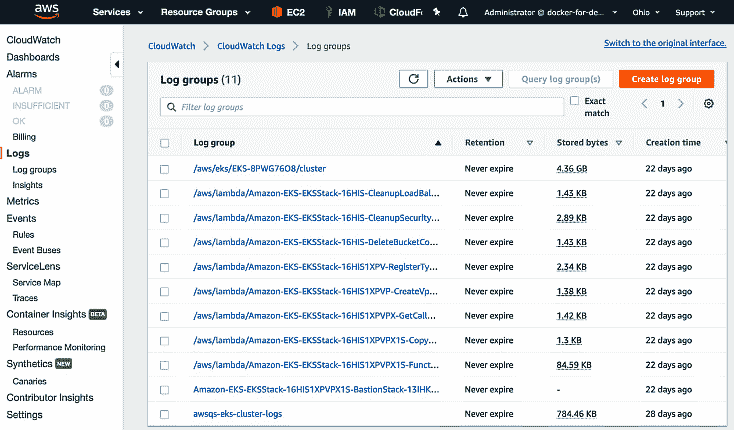 aws
Services
Resource Groups
EC2
IAM
CloudFo
Administrator @ docker-for-de...
Ohio
Support
CloudWatch
Dashboards
Alarms
ALARM 0
INSUFFICIENT 0
OK 0
Billing
Logs
Log groups
Insights
Metrics
Events
Rules
Event Buses
ServiceLens
Service Map
Traces
Container Insights BETA
Resources
Performance Monitoring
Synthetics NEW
Canaries
Contributor Insights
Settings
CloudWatch > CloudWatch Logs > Log groups
Switch to the original interface.
Log groups (11)
Actions
Query log group(s)
Create log group
Filter log groups
Exact match
1
Log group Retention Stored bytes Creation time
/aws/eks/EKS-8PWG76O8/cluster Never expire 4.36 GB 22 days ago
/aws/lambda/Amazon-EKS-EKSStack-16HIS-CleanupLoadBal... Never expire 1.43 KB 22 days ago
/aws/lambda/Amazon-EKS-EKSStack-16HIS-CleanupSecurity... Never expire 2.89 KB 22 days ago
/aws/lambda/Amazon-EKS-EKSStack-16HIS-DeleteBucketCo... Never expire 1.43 KB 22 days ago
/aws/lambda/Amazon-EKS-EKSStack-16HIS1XPV-RegisterTy... Never expire 2.34 KB 22 days ago
/aws/lambda/Amazon-EKS-EKSStack-16HIS1XPVP-CreateVp... Never expire 1.38 KB 22 days ago
/aws/lambda/Amazon-EKS-EKSStack-16HIS1XPVPX-GetCall... Never expire 1.42 KB 22 days ago
/aws/lambda/Amazon-EKS-EKSStack-16HIS1XPVPX1S-Copy... Never expire 1.3 KB 22 days ago
/aws/lambda/Amazon-EKS-EKSStack-16HIS1XPVPX1S-Funct... Never expire 84.59 KB 22 days ago
Amazon-EKS-EKSStack-16HIS1XPVPX1S-BastionStack-13IHK... Never expire - 22 days ago
awsqs-eks-cluster-logs Never expire 784.46 KB 28 days ago